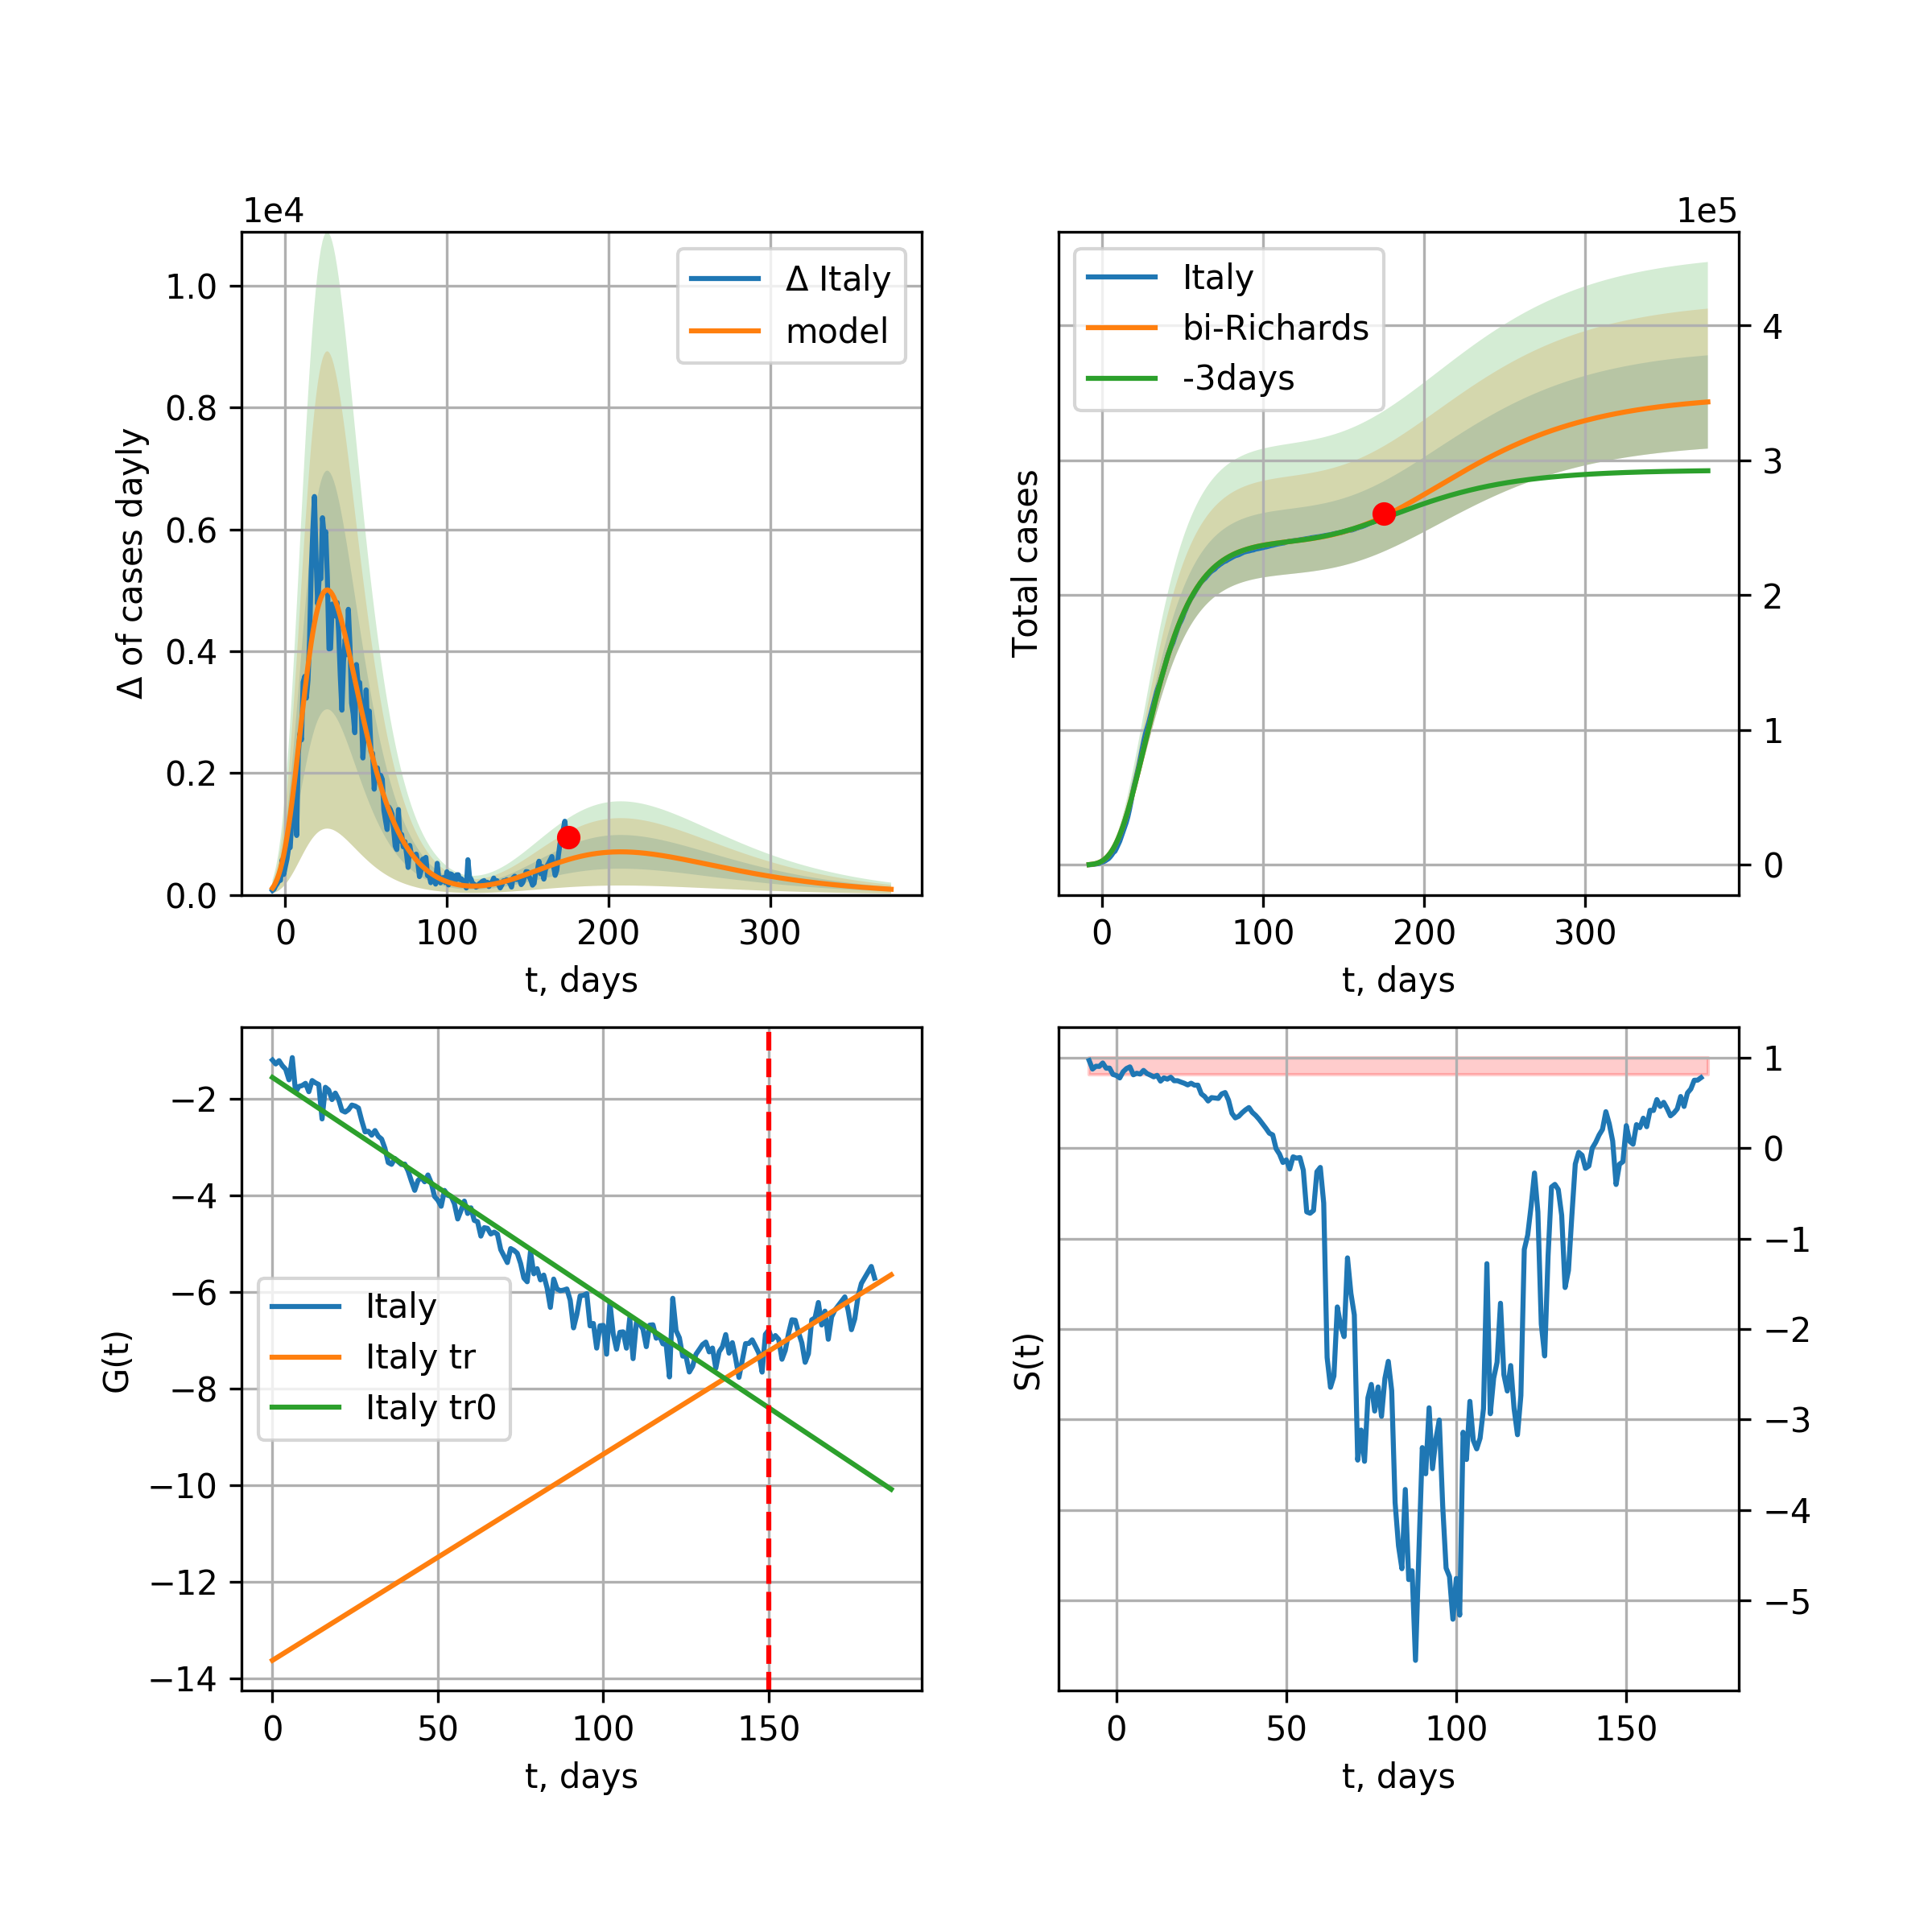 1e4
Δ of cases dayly
1.0
0.8
0.6
0.4
0.2
0.0
0 100 200 300
t, days
Δ Italy
model
1e5
Total cases
4
3
2
1
0
0 100 200 300
t, days
Italy
bi-Richards
-3days
G(t)
−2
−4
−6
−8
−10
−12
−14
0 50 100 150
t, days
Italy
Italy tr
Italy tr0
S(t)
1
0
−1
−2
−3
−4
−5
0 50 100 150
t, days